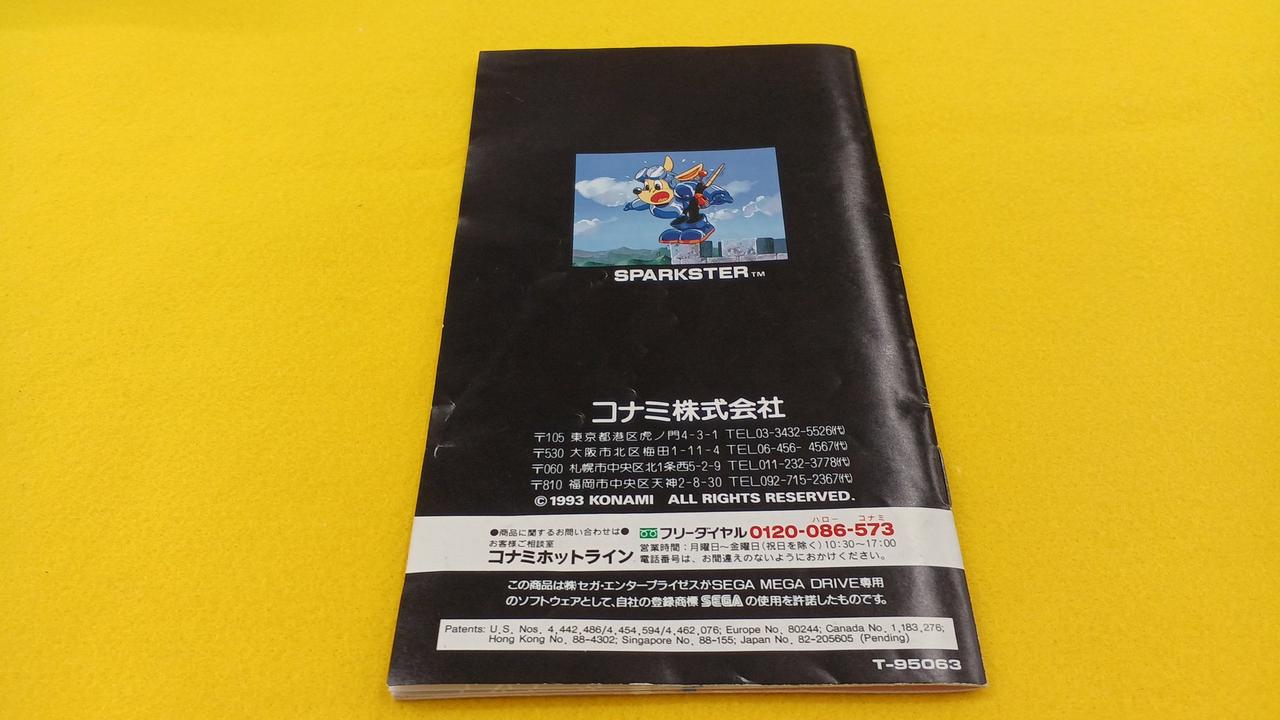 SPARKSTER™
コナミ株式会社
〒105 東京都港区虎ノ門4-3-1 TEL03-3432-5526㈹
〒530 大阪市北区梅田1-11-4 TEL06-456-4567㈹
〒060 札幌市中央区北1条西5-2-9 TEL011-232-3778㈹
〒810 福岡市中央区天神2-8-30 TEL092-715-2367㈹
©1993 KONAMI ALL RIGHTS RESERVED.
●商品に関するお問い合わせは●
お客様ご相談室
コナミホットライン
ハロー コナミ
フリーダイヤル 0120-086-573
営業時間：月曜日～金曜日(祝日を除く)10:30～17:00
電話番号は、お間違えのないようにおかけください。
この商品は㈱セガ・エンタープライゼスがSEGA MEGA DRIVE専用
のソフトウェアとして、自社の登録商標 SEGA の使用を許諾したものです。
Patents: U.S. Nos. 4,442,486/4,454,594/4,462,076; Europe No. 80244; Canada No. 1,183,276;
Hong Kong No. 88-4302; Singapore No. 88-155; Japan No. 82-205605 (Pending)
T-95063